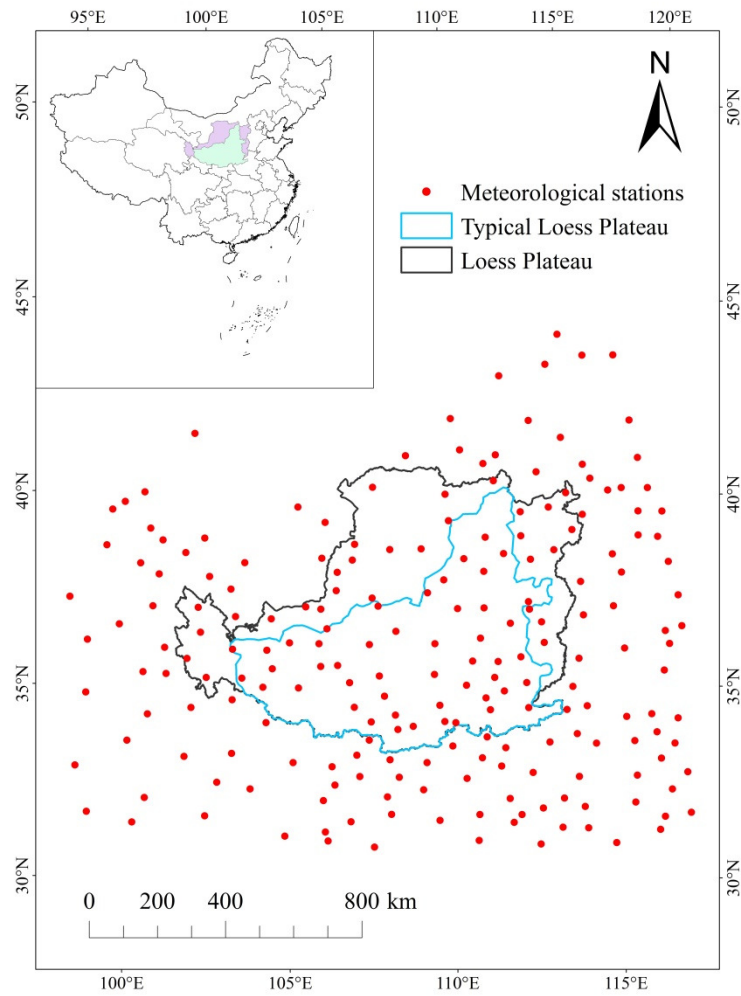 95°E 100°E 105°E 110°E 115°E 120°E
50°N 50°N
N
Meteorological stations
Typical Loess Plateau
Loess Plateau
45°N 45°N
40°N 40°N
35°N 35°N
30°N 30°N
0 200 400 800 km
100°E 105°E 110°E 115°E